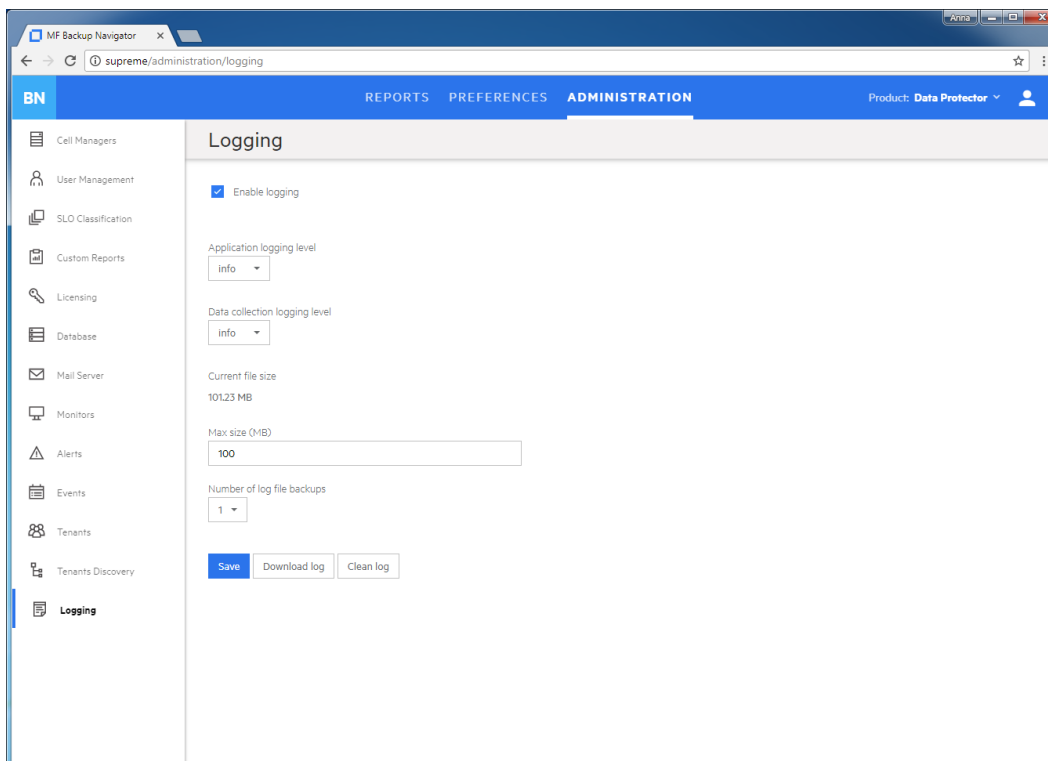 Anna
MF Backup Navigator
supreme/administration/logging
BN
REPORTS PREFERENCES ADMINISTRATION
Product: Data Protector
Cell Managers
User Management
SLO Classification
Custom Reports
Licensing
Database
Mail Server
Monitors
Alerts
Events
Tenants
Tenants Discovery
Logging
Logging
Enable logging
Application logging level
info
Data collection logging level
info
Current file size
101.23 MB
Max size (MB)
100
Number of log file backups
1
Save Download log Clean log